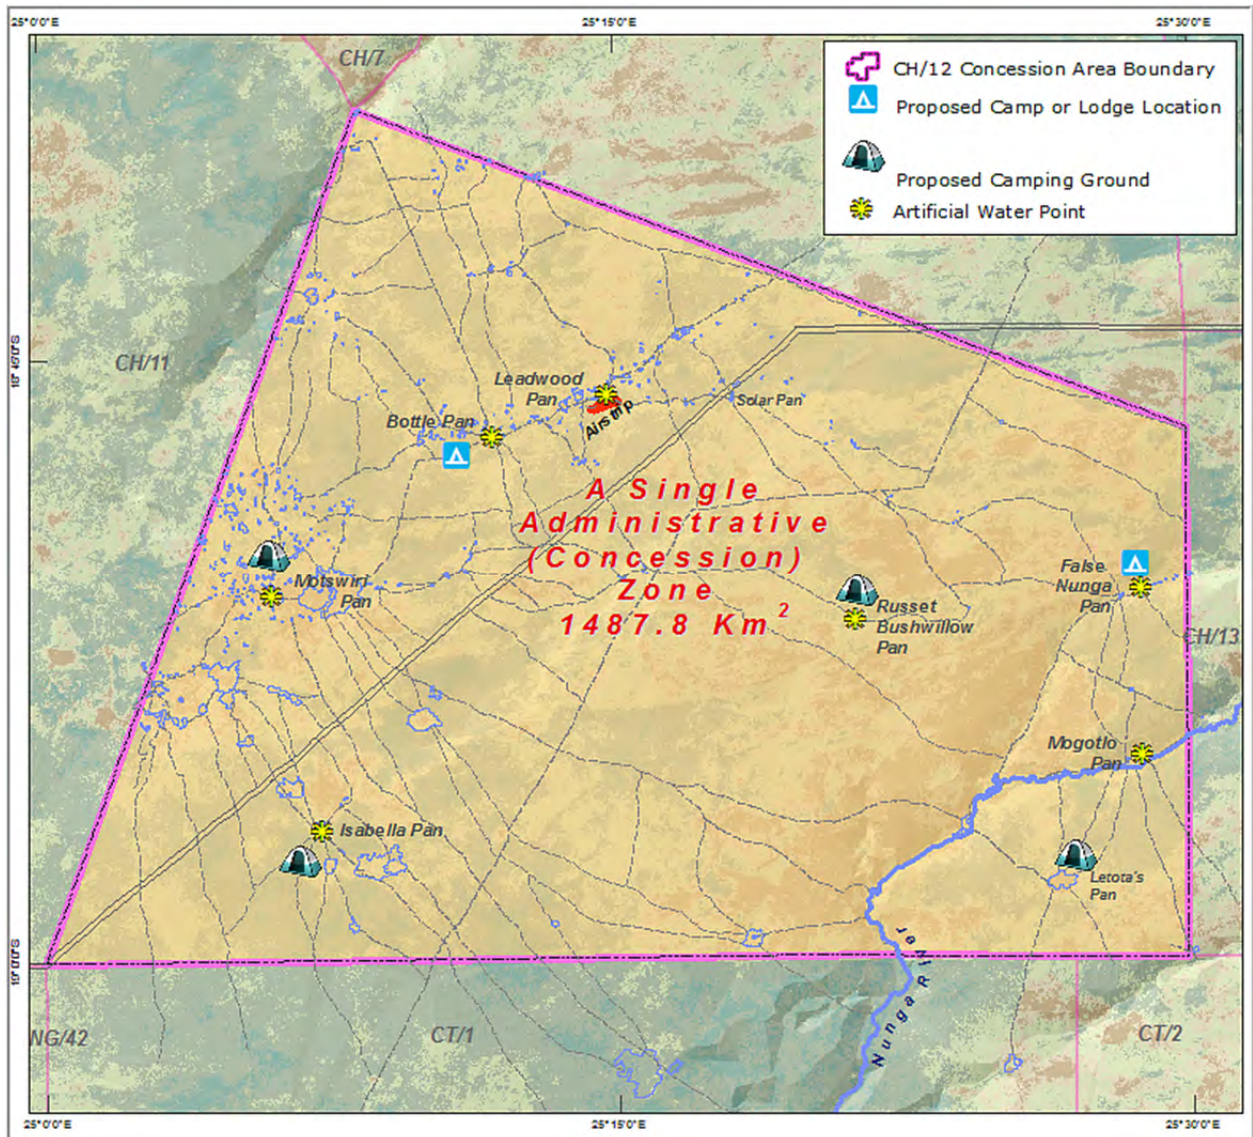 25°0'0"E
25°15'0"E
25°30'0"E
CH/7
CH/12 Concession Area Boundary
Proposed Camp or Lodge Location
Proposed Camping Ground
Artificial Water Point
CH/11
18°45'0"S
Leadwood
Pan
Airstrip
Solar Pan
Bottle Pan
A Single
Administrative
(Concession)
Zone
1487.8 Km2
Motswiri
Pan
False
Nunga
Pan
Russet
Bushwillow
Pan
CH/13
Mogotlo
Pan
Isabella Pan
Letota's
Pan
19°0'0"S
Nunga River
NG/42
CT/1
CT/2
25°0'0"E
25°15'0"E
25°30'0"E